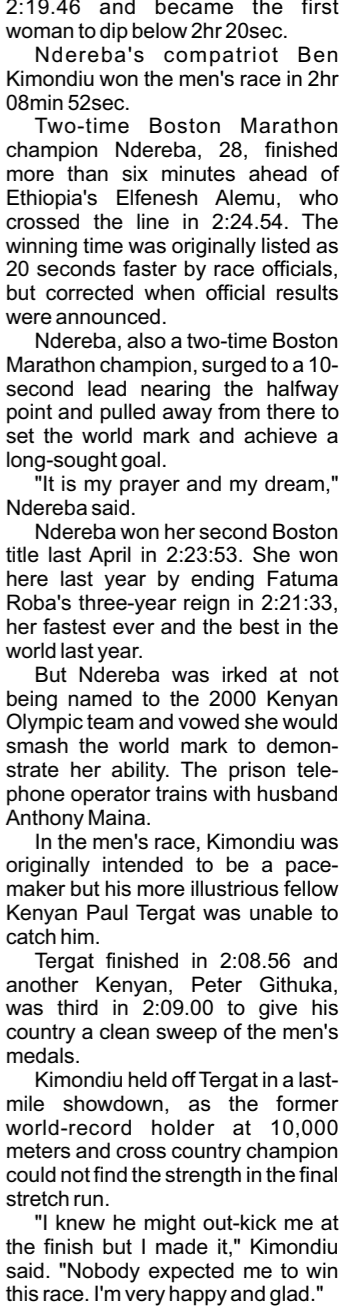 2:19.46 and became the first
woman to dip below 2hr 20sec.
Ndereba's compatriot Ben
Kimondiu won the men's race in 2hr
08min 52sec.
Two-time Boston Marathon
champion Ndereba, 28, finished
more than six minutes ahead of
Ethiopia's Elfenesh Alemu, who
crossed the line in 2:24.54. The
winning time was originally listed as
20 seconds faster by race officials,
but corrected when official results
were announced.
Ndereba, also a two-time Boston
Marathon champion, surged to a 10-
second lead nearing the halfway
point and pulled away from there to
set the world mark and achieve a
long-sought goal.
"It is my prayer and my dream,"
Ndereba said.
Ndereba won her second Boston
title last April in 2:23:53. She won
here last year by ending Fatuma
Roba's three-year reign in 2:21:33,
her fastest ever and the best in the
world last year.
But Ndereba was irked at not
being named to the 2000 Kenyan
Olympic team and vowed she would
smash the world mark to demon-
strate her ability. The prison tele-
phone operator trains with husband
Anthony Maina.
In the men's race, Kimondiu was
originally intended to be a pace-
maker but his more illustrious fellow
Kenyan Paul Tergat was unable to
catch him.
Tergat finished in 2:08.56 and
another Kenyan, Peter Githuka,
was third in 2:09.00 to give his
country a clean sweep of the men's
medals.
Kimondiu held off Tergat in a last-
mile showdown, as the former
world-record holder at 10,000
meters and cross country champion
could not find the strength in the final
stretch run.
"I knew he might out-kick me at
the finish but I made it," Kimondiu
said. "Nobody expected me to win
this race. I'm very happy and glad."